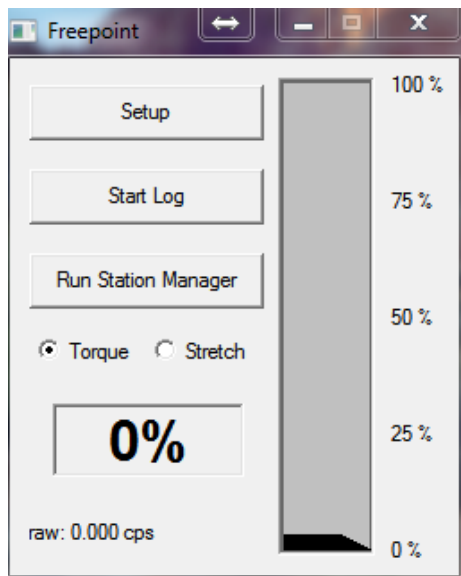 Freepoint
Setup
Start Log
Run Station Manager
Torque Stretch
0%
raw: 0.000 cps
100 %
75 %
50 %
25 %
0 %